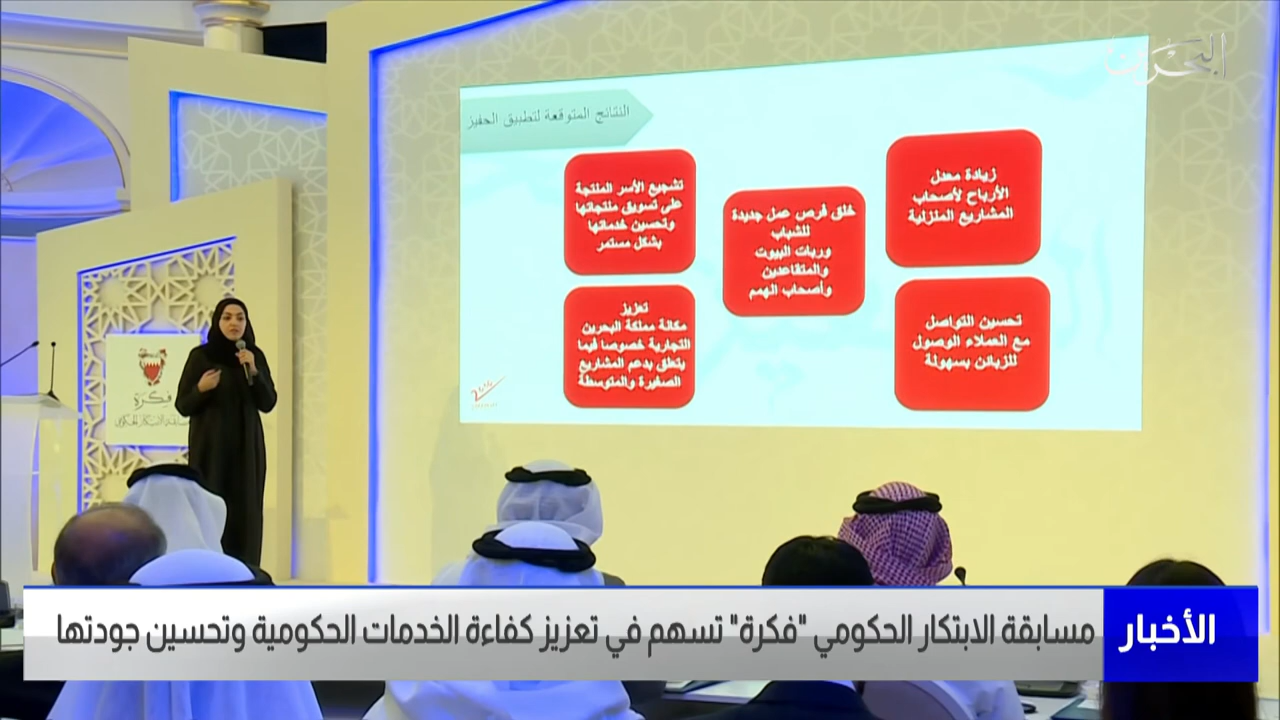 البحرين
النتائج المتوقعة لتطبيق الحفيز
زيادة معدل
الأرباح لأصحاب
المشاريع المنزلية
تحسين التواصل
مع العملاء الوصول
للزبائن بسهولة
خلق فرص عمل جديدة
للشباب
وربات البيوت
والمتقاعدين
وأصحاب الهمم
تشجيع الأسر المنتجة
على تسويق منتجاتها
وتحسين خدماتها
بشكل مستمر
تعزيز
مكانة مملكة البحرين
التجارية خصوصا فيما
يتعلق بدعم المشاريع
الصغيرة والمتوسطة
فكرة
مسابقة الابتكار الحكومي
الأخبار
مسابقة الابتكار الحكومي "فكرة" تسهم في تعزيز كفاءة الخدمات الحكومية وتحسين جودتها